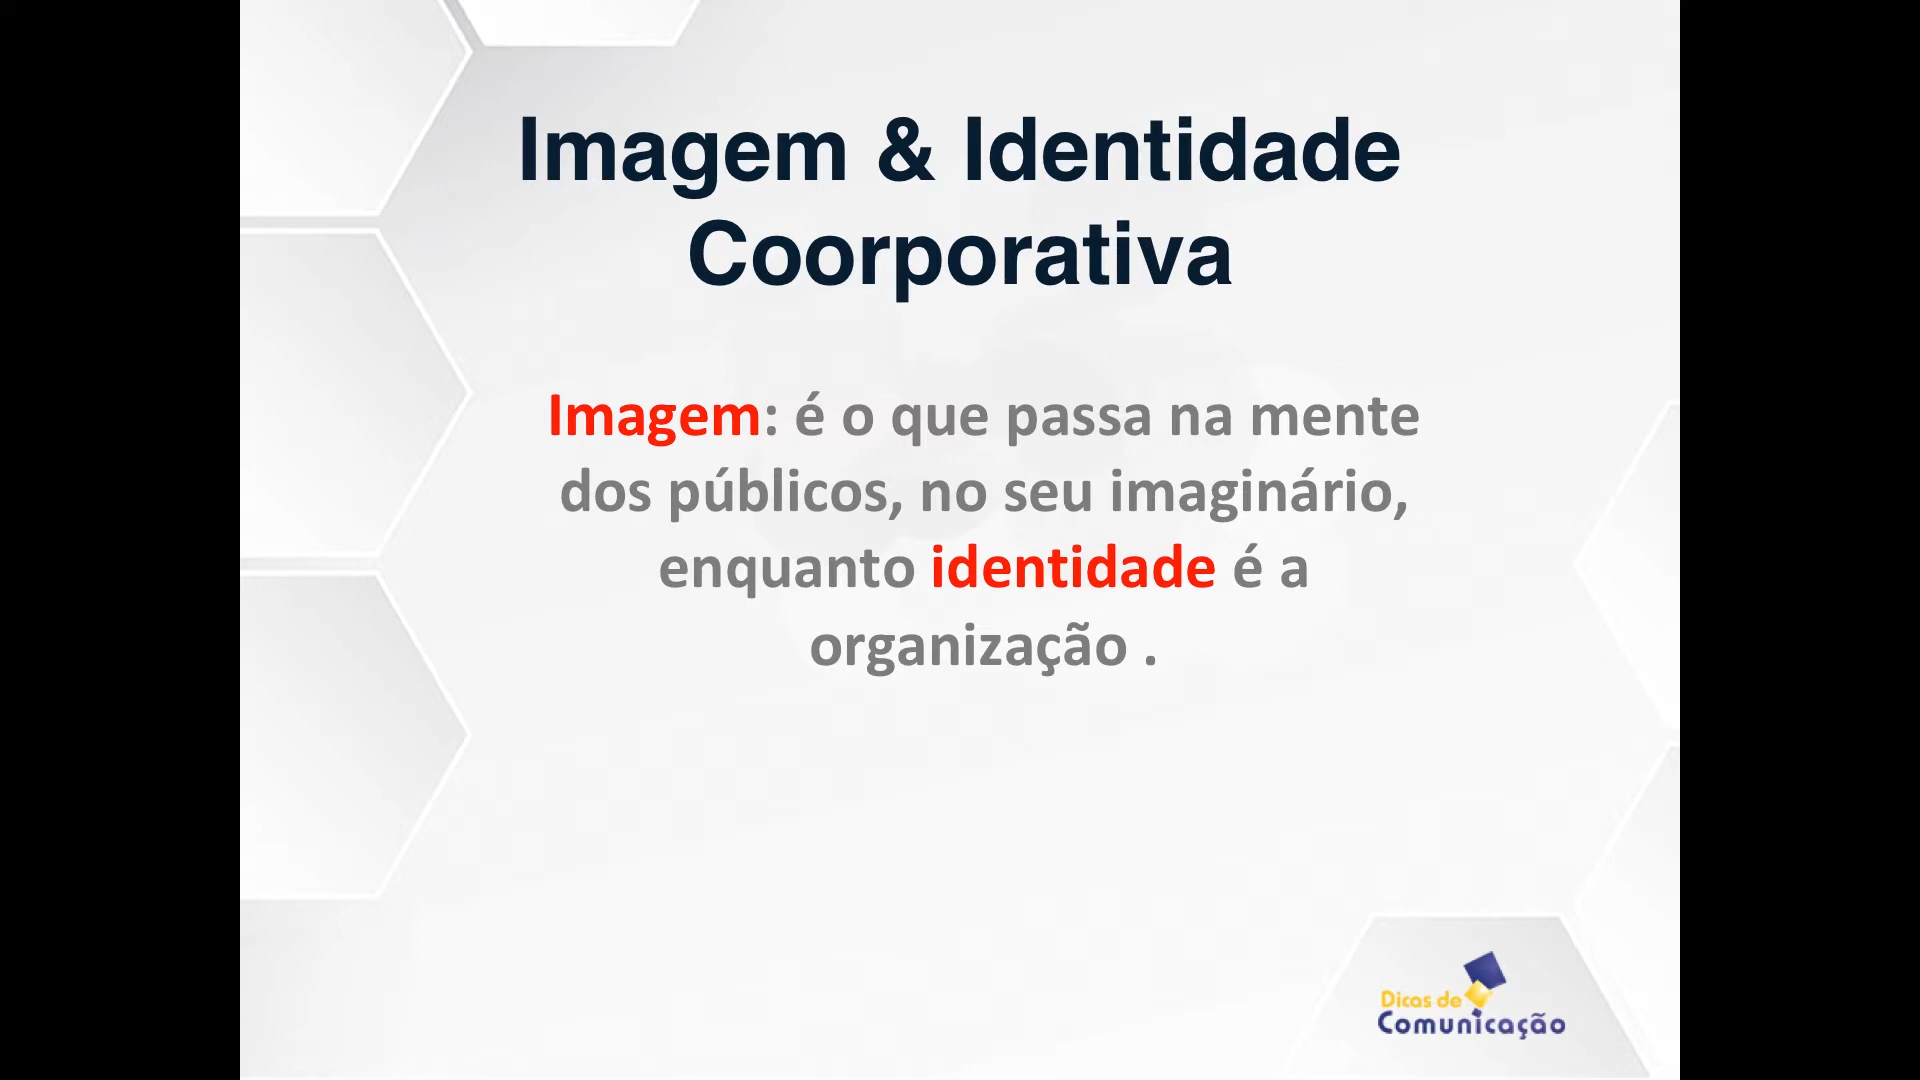 Imagem & Identidade
Coorporativa
Imagem: é o que passa na mente
dos públicos, no seu imaginário,
enquanto identidade é a
organização .
Dicas de
Comunicação